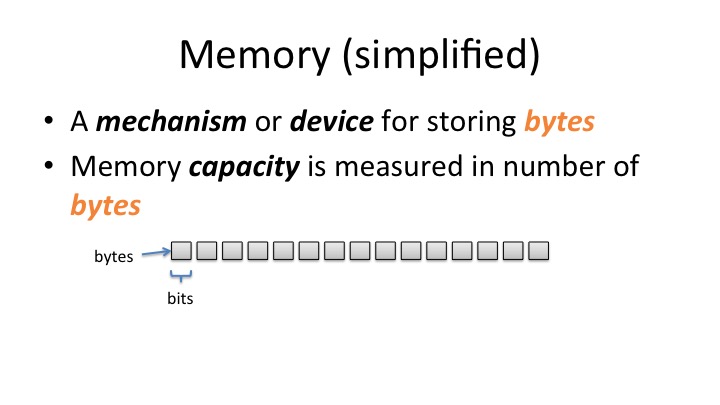 Memory (simplified)
• A mechanism or device for storing bytes
• Memory capacity is measured in number of
bytes
bytes
bits